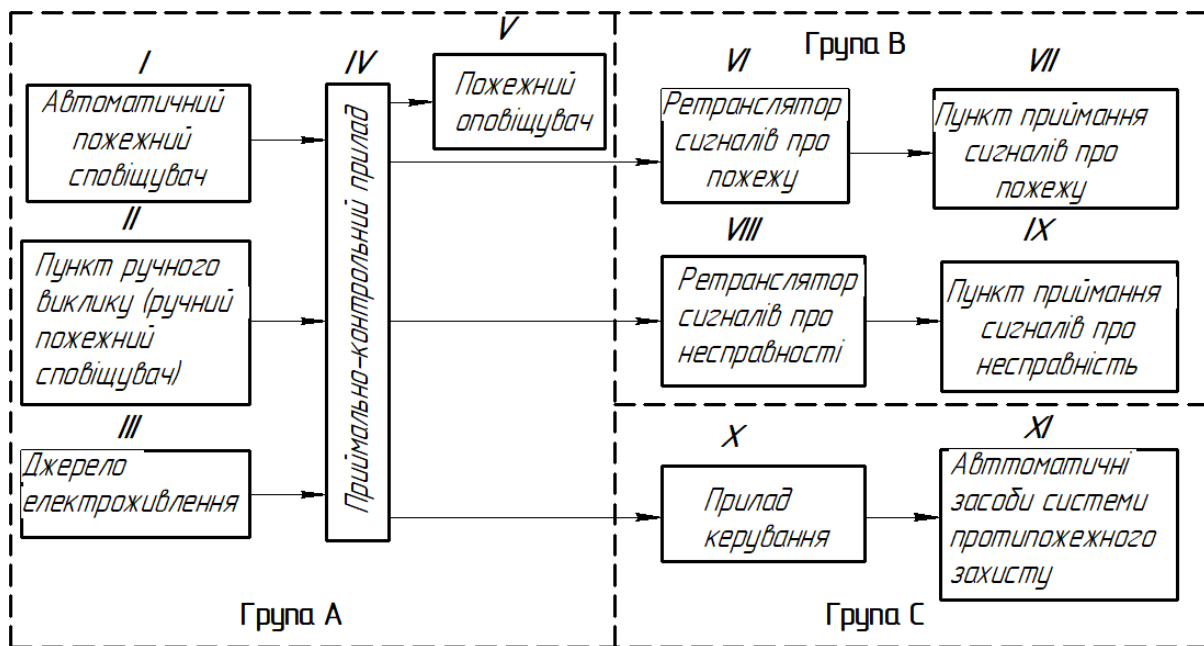 I
Автоматичний
пожежний
сповіщувач
II
Пункт ручного
виклику (ручний
пожежний
сповіщувач)
III
Джерело
електроживлення
IV
Приймально-контрольний прилад
V
Пожежний
оповіщувач
Група А
Група В
VI
Ретранслятор
сигналів про
пожежу
VII
Пункт приймання
сигналів про
пожежу
VIII
Ретранслятор
сигналів про
несправності
IX
Пункт приймання
сигналів про
несправність
X
Прилад
керування
XI
Автттоматичні
засоби системи
протипожежного
захисту
Група С